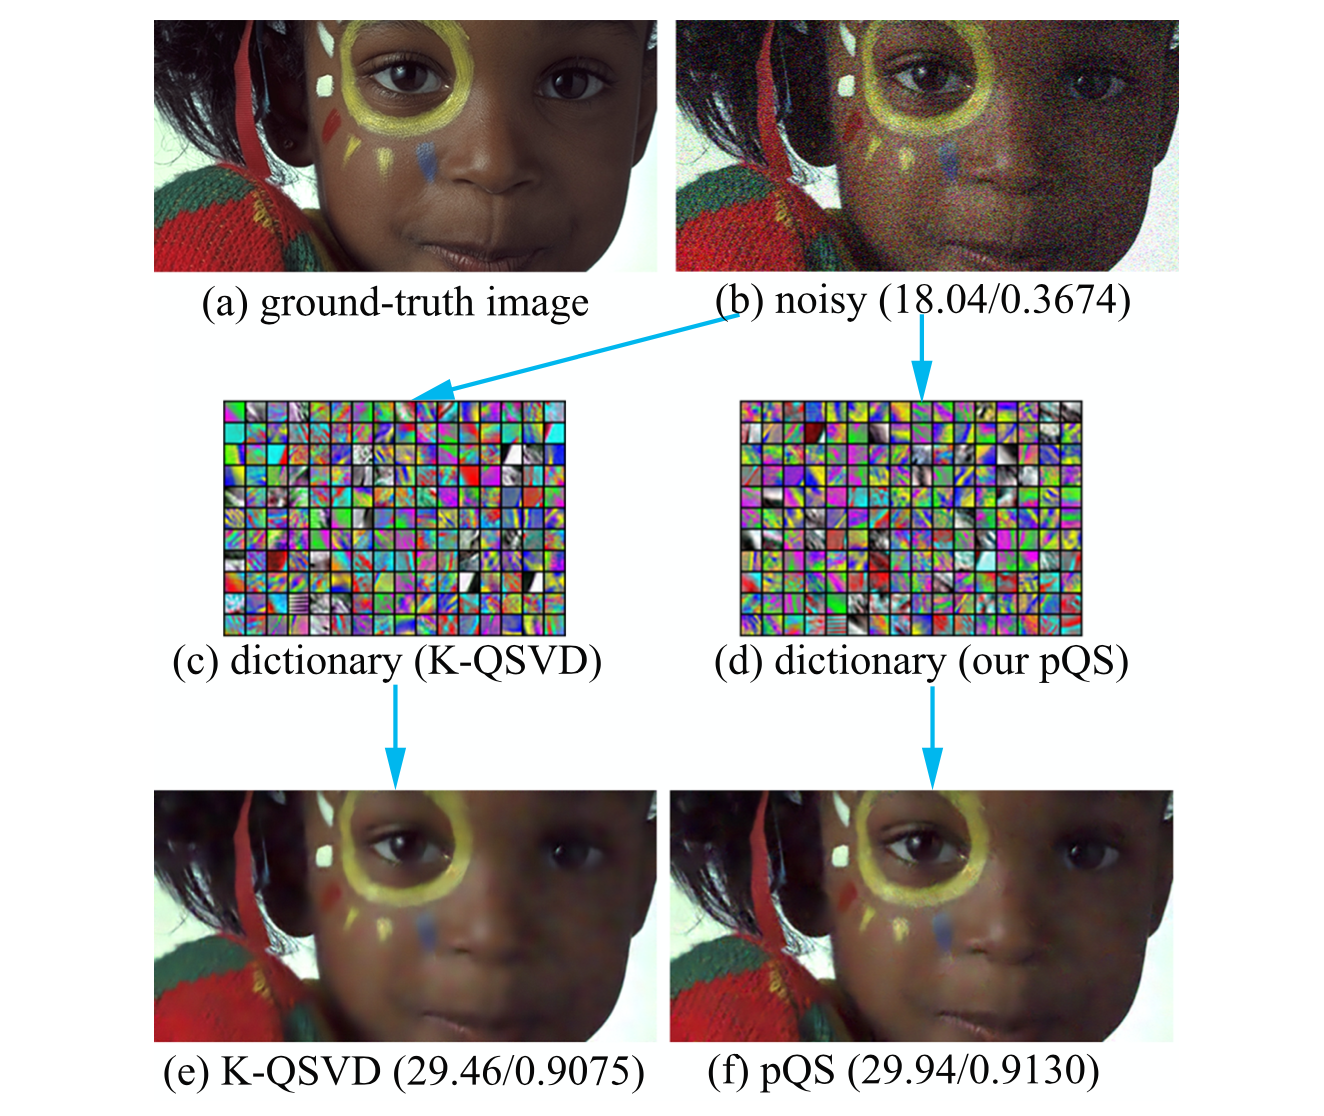 (a) ground-truth image
(b) noisy (18.04/0.3674)
(c) dictionary (K-QSVD)
(d) dictionary (our pQS)
(e) K-QSVD (29.46/0.9075)
(f) pQS (29.94/0.9130)